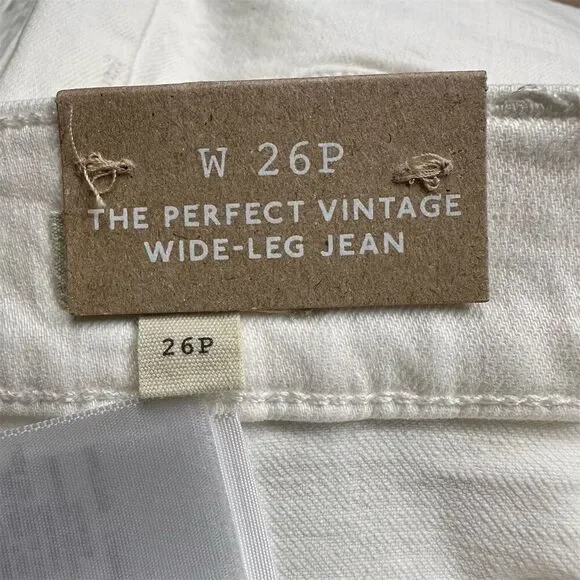 W 26P
THE PERFECT VINTAGE
WIDE-LEG JEAN
26P